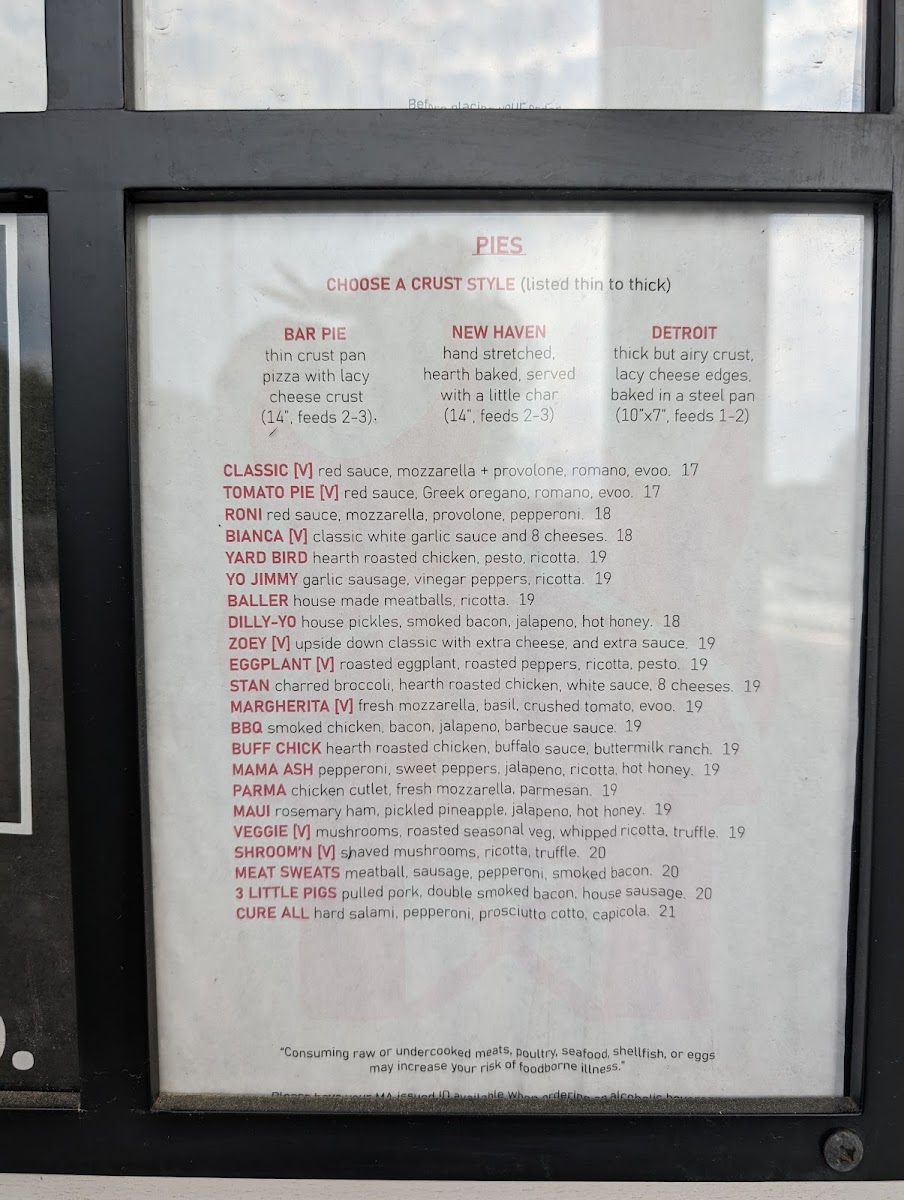 PIES
CHOOSE A CRUST STYLE (listed thin to thick)
BAR PIE
thin crust pan
pizza with lacy
cheese crust
(14", feeds 2-3).
NEW HAVEN
hand stretched,
hearth baked, served
with a little char
(14", feeds 2-3)
DETROIT
thick but airy crust,
lacy cheese edges,
baked in a steel pan
(10"x7", feeds 1-2)
CLASSIC [V] red sauce, mozzarella + provolone, romano, evoo. 17
TOMATO PIE [V] red sauce, Greek oregano, romano, evoo. 17
RONI red sauce, mozzarella, provolone, pepperoni. 18
BIANCA [V] classic white garlic sauce and 8 cheeses. 18
YARD BIRD hearth roasted chicken, pesto, ricotta. 19
YO JIMMY garlic sausage, vinegar peppers, ricotta. 19
BALLER house made meatballs, ricotta. 19
DILLY-YO house pickles, smoked bacon, jalapeno, hot honey. 18
ZOEY [V] upside down classic with extra cheese, and extra sauce. 19
EGGPLANT [V] roasted eggplant, roasted peppers, ricotta, pesto. 19
STAN charred broccoli, hearth roasted chicken, white sauce, 8 cheeses. 19
MARGHERITA [V] fresh mozzarella, basil, crushed tomato, evoo. 19
BBQ smoked chicken, bacon, jalapeno, barbecue sauce. 19
BUFF CHICK hearth roasted chicken, buffalo sauce, buttermilk ranch. 19
MAMA ASH pepperoni, sweet peppers, jalapeno, ricotta, hot honey. 19
PARMA chicken cutlet, fresh mozzarella, parmesan. 19
MAUI rosemary ham, pickled pineapple, jalapeno, hot honey. 19
VEGGIE [V] mushrooms, roasted seasonal veg, whipped ricotta, truffle. 19
SHROOM'N [V] shaved mushrooms, ricotta, truffle. 20
MEAT SWEATS meatball, sausage, pepperoni, smoked bacon. 20
3 LITTLE PIGS pulled pork, double smoked bacon, house sausage. 20
CURE ALL hard salami, pepperoni, prosciutto cotto, capicola. 21
"Consuming raw or undercooked meats, poultry, seafood, shellfish, or eggs
may increase your risk of foodborne illness."